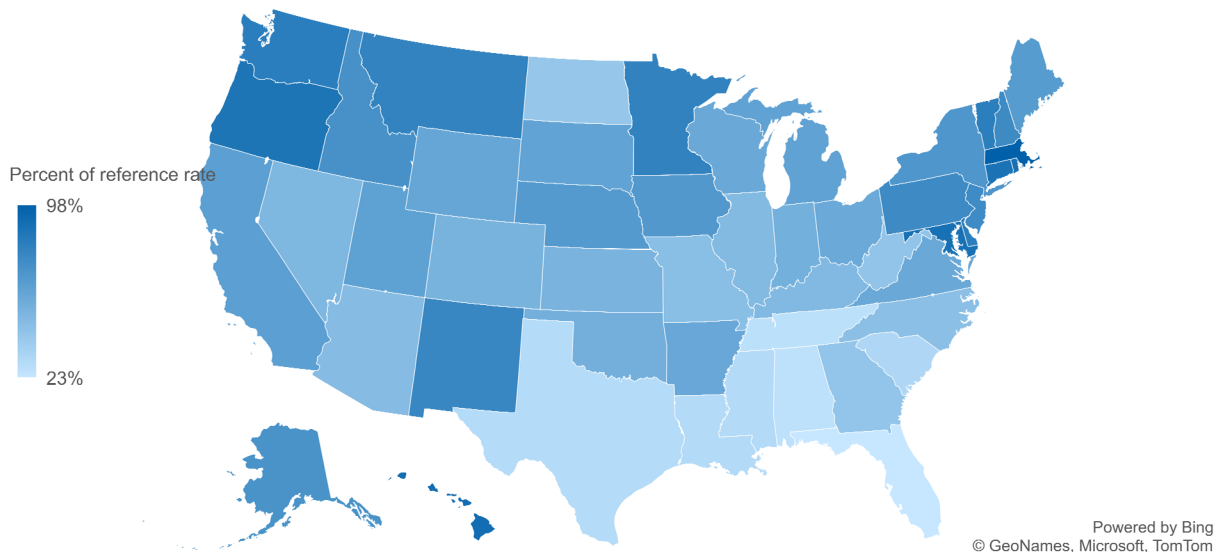 Percent of reference rate
98%
23%
Powered by Bing
© GeoNames, Microsoft, TomTom